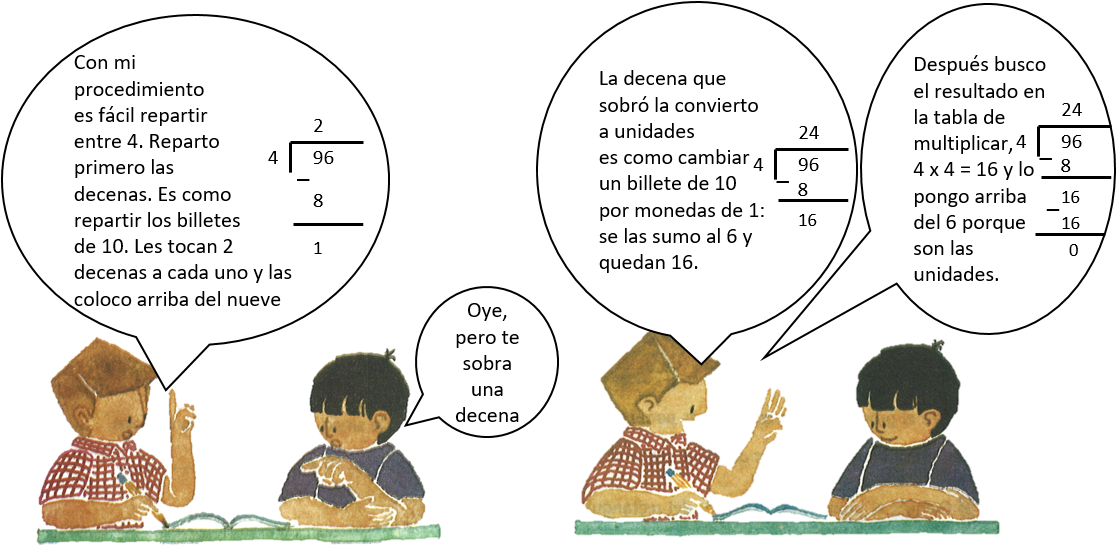 Con mi
procedimiento
es fácil repartir
entre 4. Reparto
primero las
decenas. Es como
repartir los billetes
de 10. Les tocan 2
decenas a cada uno y las
coloco arriba del nueve
2
4 96
–
8
1
Oye,
pero te
sobra
una
decena
La decena que
sobró la convierto
a unidades
es como cambiar
un billete de 10
por monedas de 1:
se las sumo al 6 y
quedan 16.
24
4 96
– 8
16
Después busco
el resultado en
la tabla de
multiplicar,
4 x 4 = 16 y lo
pongo arriba
del 6 porque
son las
unidades.
24
4 96
– 8
16
– 16
0